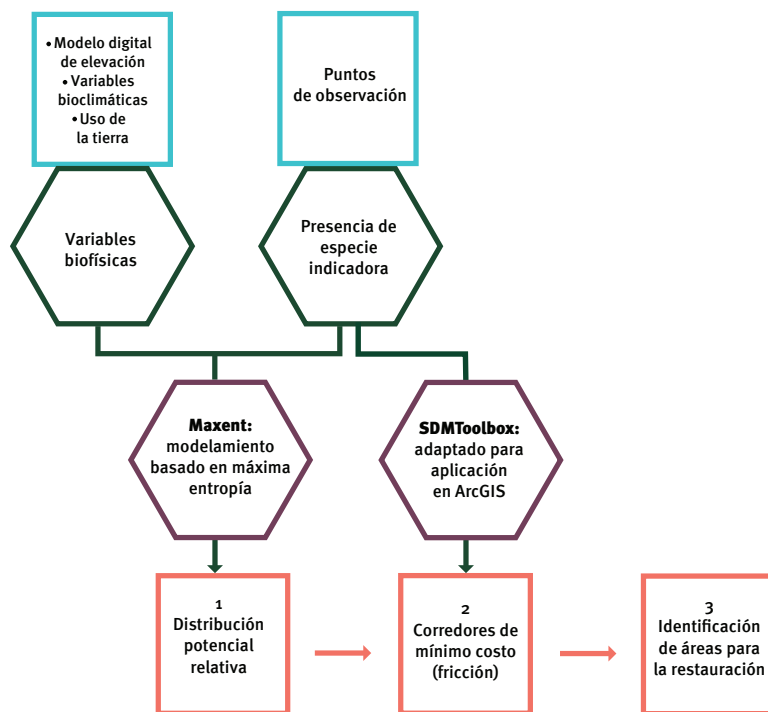 • Modelo digital
de elevación
• Variables
bioclimáticas
• Uso de
la tierra
Puntos
de observación
Variables
biofísicas
Presencia de
especie
indicadora
Maxent:
modelamiento
basado en máxima
entropía
SDMToolbox:
adaptado para
aplicación
en ArcGIS
1
Distribución
potencial
relativa
2
Corredores de
mínimo costo
(fricción)
3
Identificación
de áreas para
la restauración